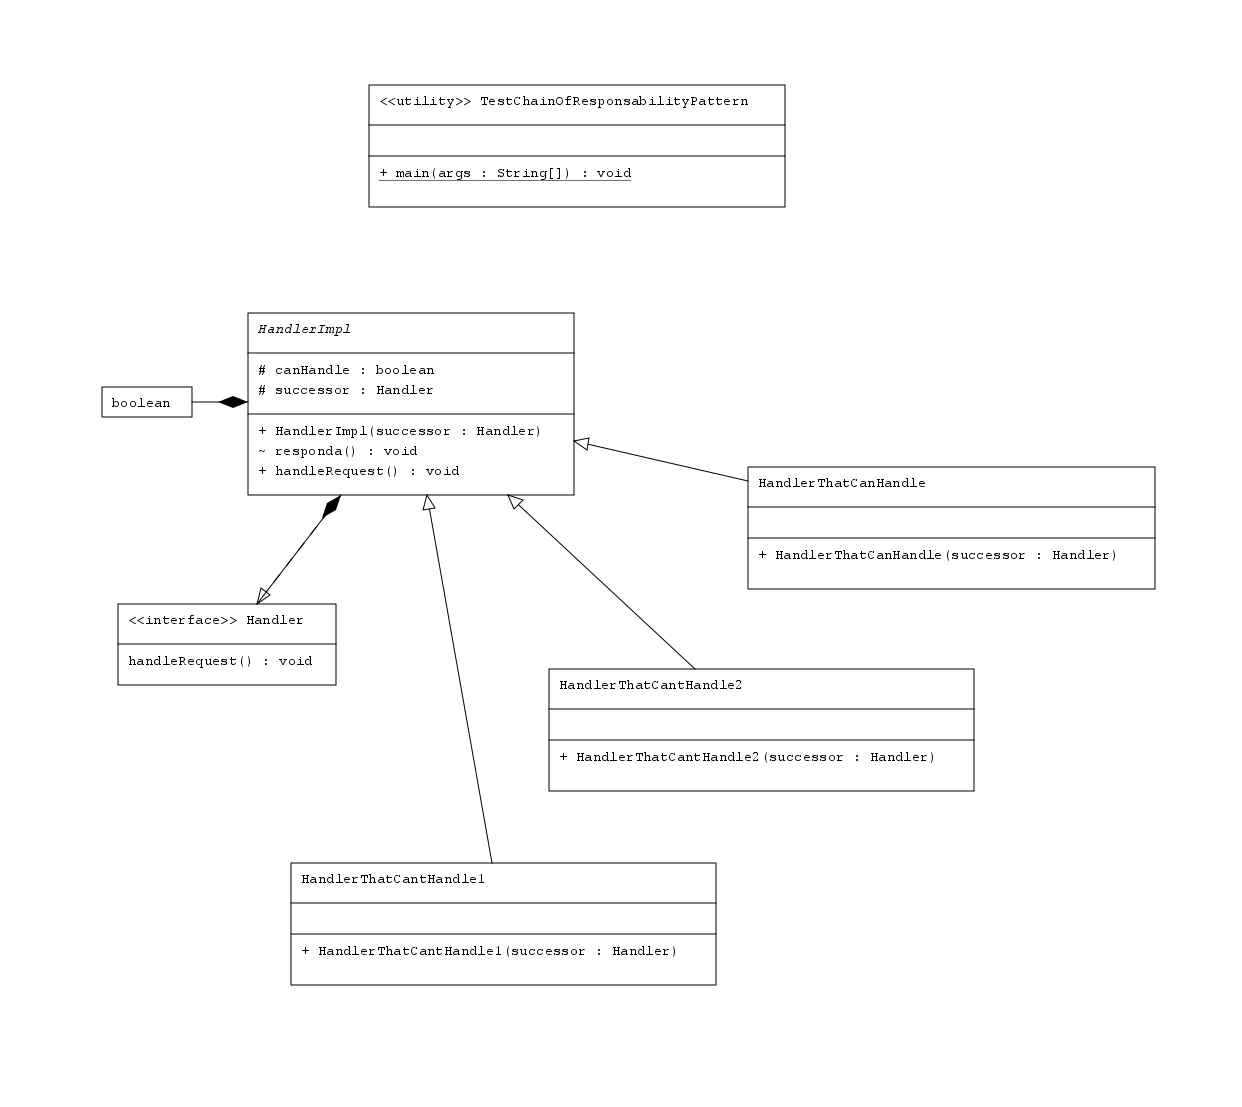 <<utility>> TestChainOfResponsabilityPattern
+ main(args : String[]) : void
HandlerImpl
# canHandle : boolean
# successor : Handler
boolean
+ HandlerImpl(successor : Handler)
~ responda() : void
+ handleRequest() : void
HandlerThatCanHandle
+ HandlerThatCanHandle(successor : Handler)
<<interface>> Handler
handleRequest() : void
HandlerThatCantHandle2
+ HandlerThatCantHandle2(successor : Handler)
HandlerThatCantHandle1
+ HandlerThatCantHandle1(successor : Handler)